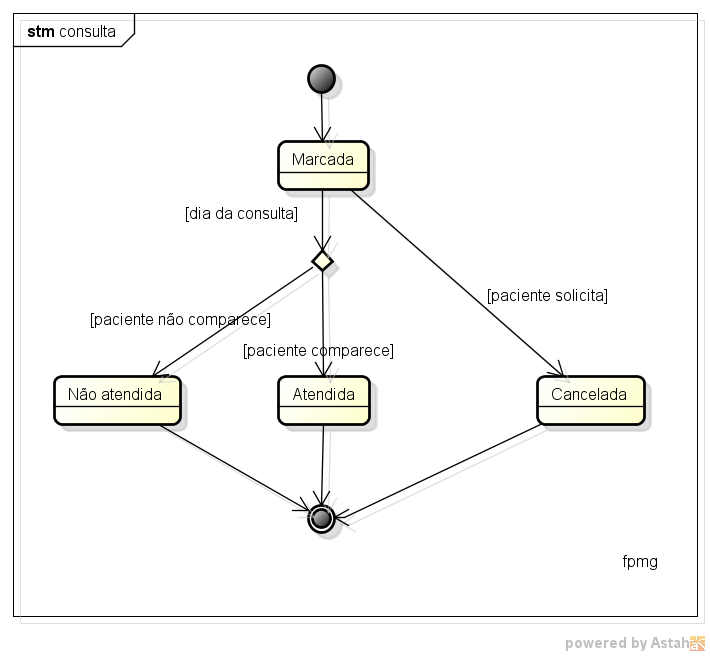 stm consulta
Marcada
[dia da consulta]
[paciente solicita]
[paciente não comparece]
[paciente comparece]
Não atendida
Atendida
Cancelada
fpmg
powered by Astah